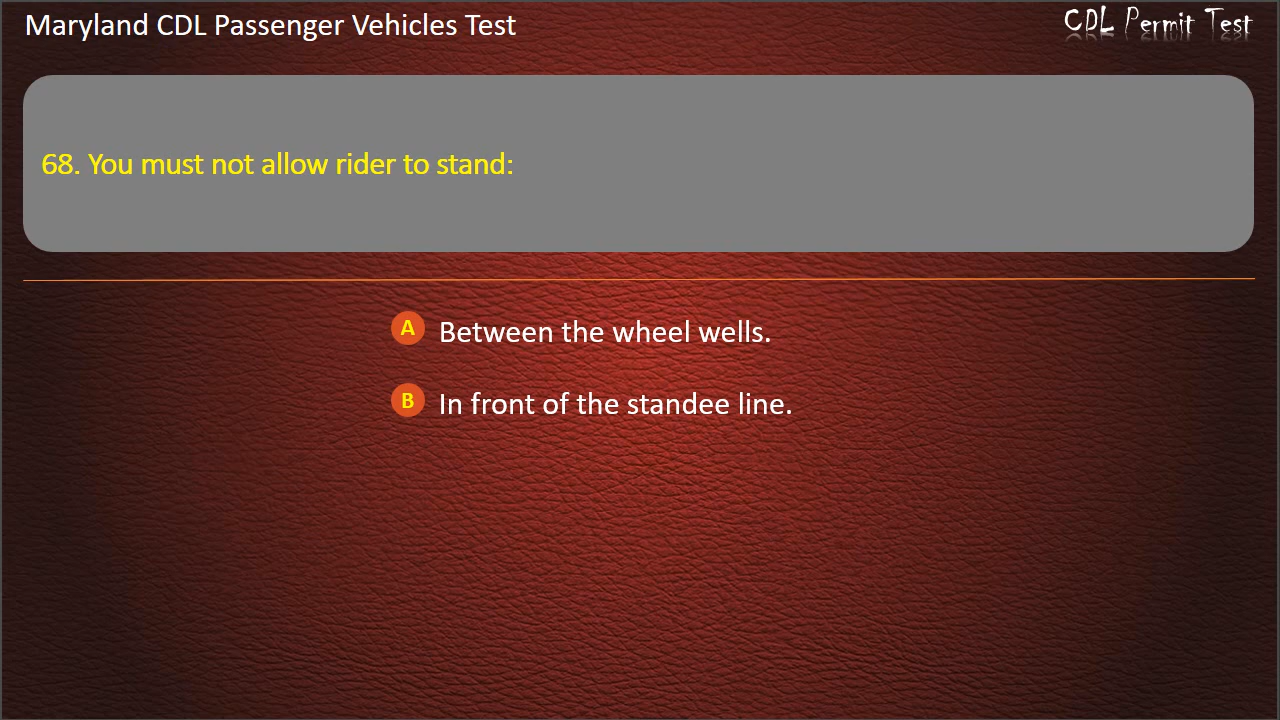 Maryland CDL Passenger Vehicles Test
CDL Permit Test
68. You must not allow rider to stand:
A Between the wheel wells.
B In front of the standee line.